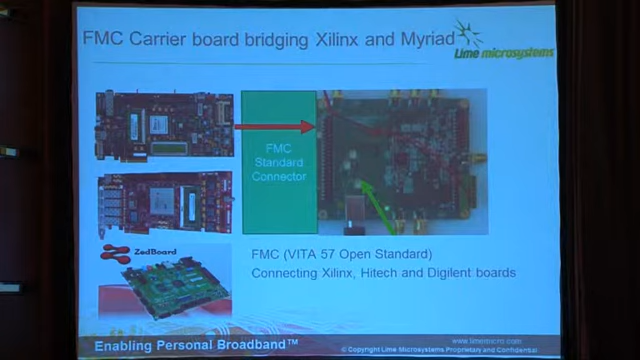 FMC Carrier board bridging Xilinx and Myriad
Lime microsystems
FMC
Standard
Connector
ZedBoard
FMC (VITA 57 Open Standard)
Connecting Xilinx, Hitech and Digilent boards
Enabling Personal Broadband™
www.limemicro.com
© Copyright Lime Microsystems Proprietary and Confidential